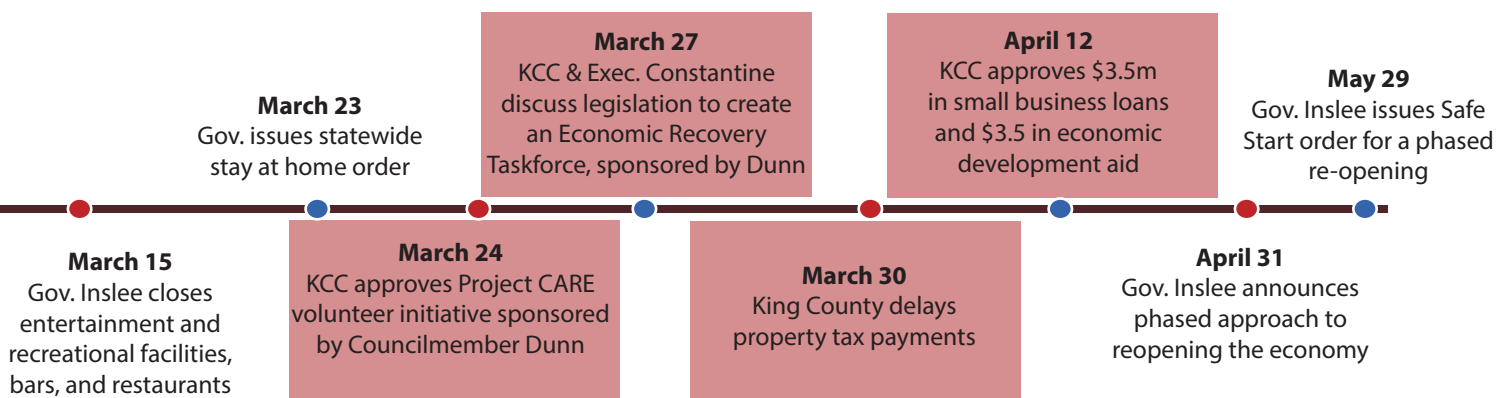 March 15
Gov. Inslee closes
entertainment and
recreational facilities,
bars, and restaurants
March 23
Gov. issues statewide
stay at home order
March 24
KCC approves Project CARE
volunteer initiative sponsored
by Councilmember Dunn
March 27
KCC & Exec. Constantine
discuss legislation to create
an Economic Recovery
Taskforce, sponsored by Dunn
March 30
King County delays
property tax payments
April 12
KCC approves $3.5m
in small business loans
and $3.5 in economic
development aid
April 31
Gov. Inslee announces
phased approach to
reopening the economy
May 29
Gov. Inslee issues Safe
Start order for a phased
re-opening